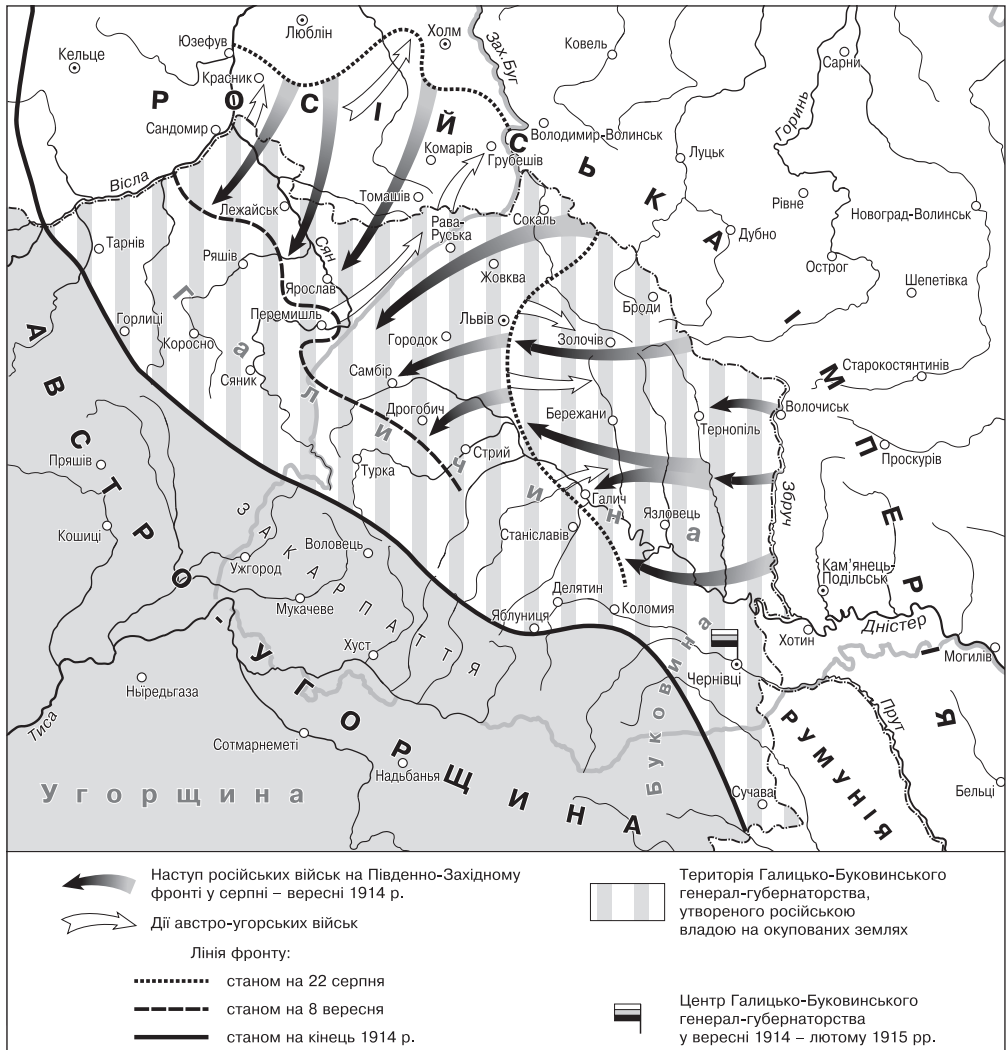 Юзефув
Люблін
Холм
Зах. Буг
Ковель
Сарни
Кельце
Красник
РОСІЙСЬКА ІМПЕРІЯ
Горинь
Сандомир
Володимир-Волинськ
Комарів
Грубешів
Луцьк
Вісла
Лежайськ
Томашів
Рава-
Руська
Сокаль
Рівне
Новоград-Волинськ
Дубно
Тарнів
Ряшів
Сян
Жовква
Острог
Шепетівка
Ярослав
Броди
Перемишль
Львів
Горлиці
Коросно
Городок
Золочів
Галичина
Сяник
Самбір
Старокостянтинів
АВСТРО-УГОРЩИНА
Дрогобич
Бережани
Тернопіль
Волочиськ
Пряшів
Турка
Стрий
Проскурів
Збруч
Галич
Язловець
Кошиці
ЗАКАРПАТТЯ
Воловець
Станіславів
Ужгород
Кам’янець-
Подільськ
Мукачеве
Делятин
Коломия
Яблуниця
Хуст
Хотин
Дністер
Могилів
Ньіредьгаза
Чернівці
Буковина
Тиса
Сотмарнеметі
Прут
РУМУНІЯ
Надьбанья
Угорщина
Сучава
Бельці
Наступ російських військ на Південно-Західному
фронті у серпні – вересні 1914 р.
Дії австро-угорських військ
Лінія фронту:
станом на 22 серпня
станом на 8 вересня
станом на кінець 1914 р.
Територія Галицько-Буковинського
генерал-губернаторства,
утвореного російською
владою на окупованих землях
Центр Галицько-Буковинського
генерал-губернаторства
у вересні 1914 – лютому 1915 рр.